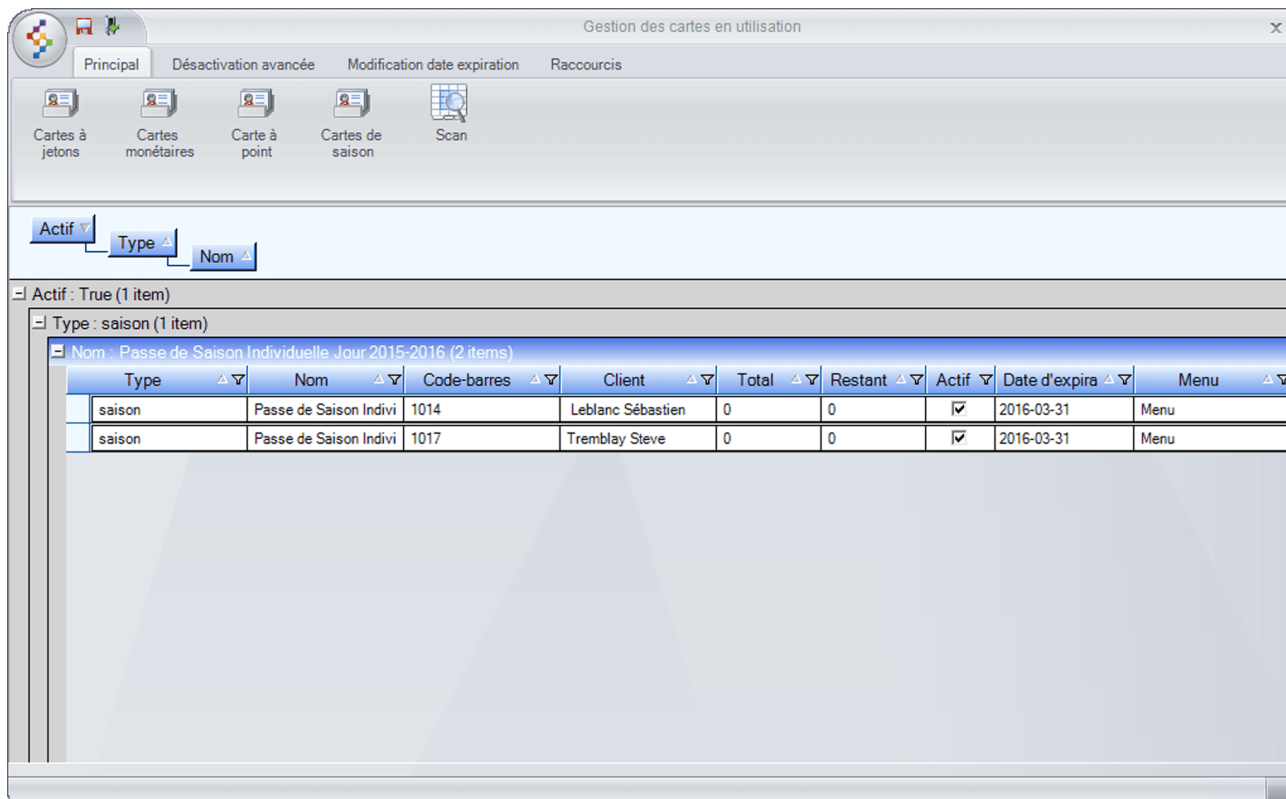 Gestion des cartes en utilisation
Principal Désactivation avancée Modification date expiration Raccourcis
Cartes à jetons
Cartes monétaires
Carte à point
Cartes de saison
Scan
Actif
Type
Nom
Actif : True (1 item)
Type : saison (1 item)
Nom : Passe de Saison Individuelle Jour 2015-2016 (2 items)
Type Nom Code-barres Client Total Restant Actif Date d'expira Menu
saison Passe de Saison Indivi 1014 Leblanc Sébastien 0 0 2016-03-31 Menu
saison Passe de Saison Indivi 1017 Tremblay Steve 0 0 2016-03-31 Menu